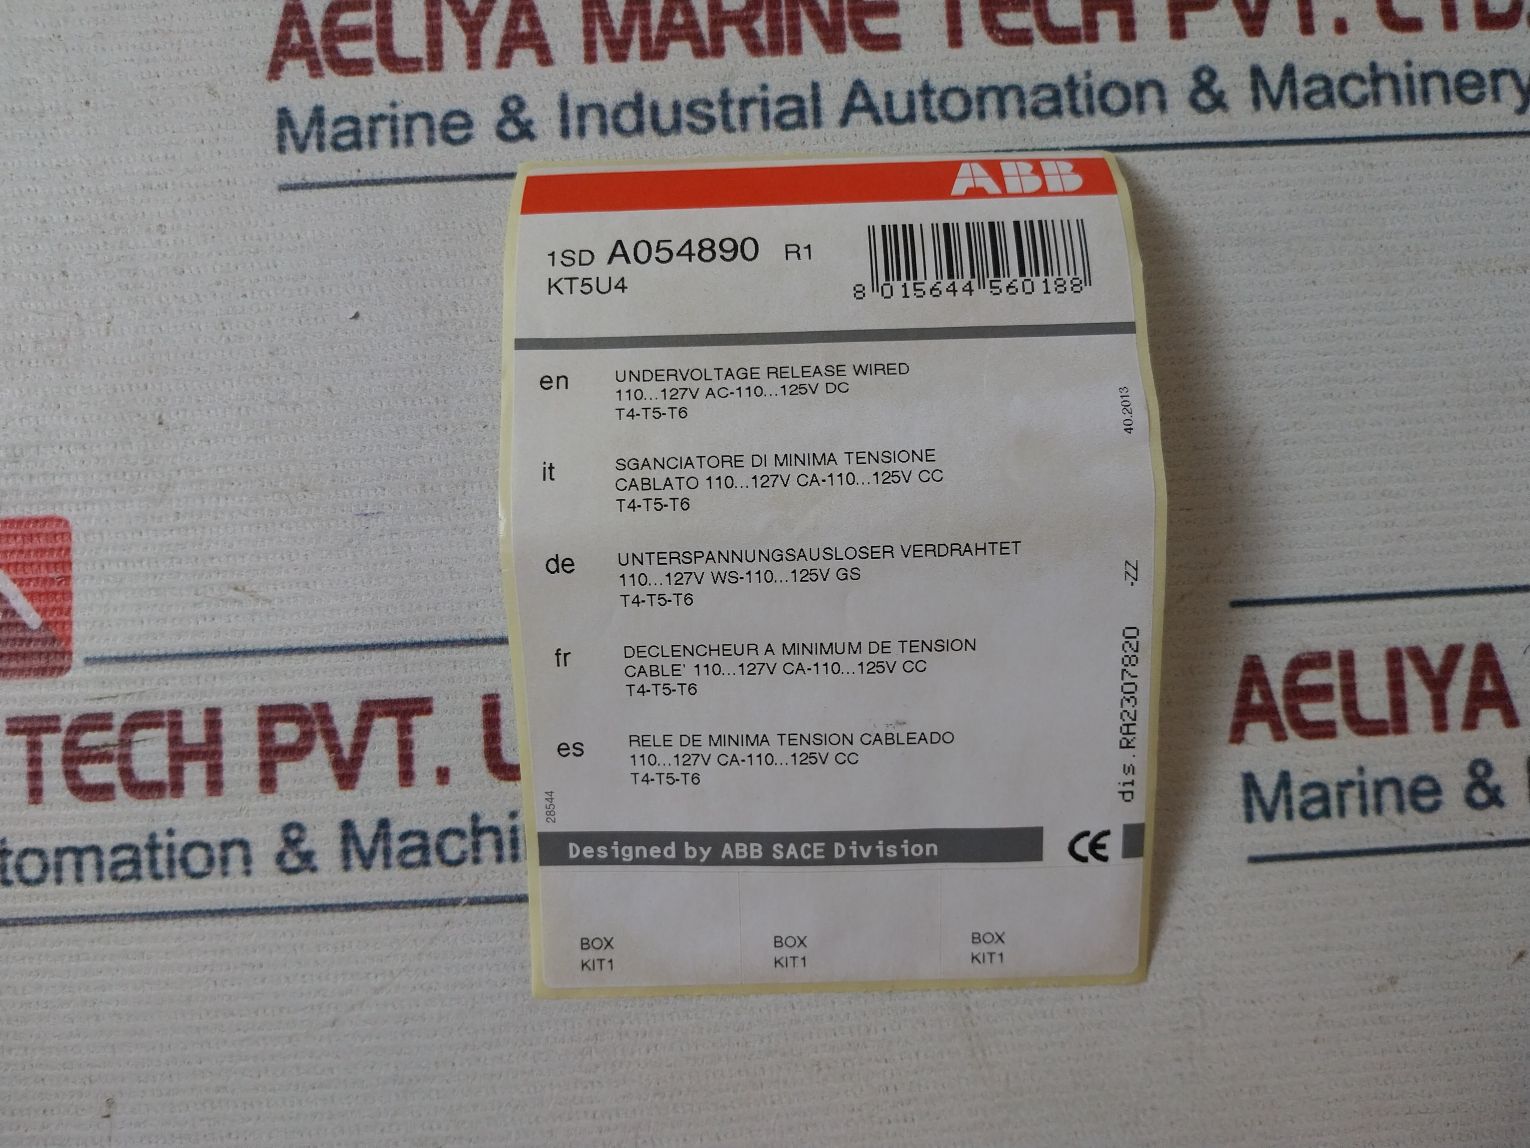 AELIYA MARINE TECH PVT. LTD.
Marine & Industrial Automation & Machinery
ABB
1SD A054890 R1
KT5U4
8 015644 560188
en UNDERVOLTAGE RELEASE WIRED
110...127V AC-110...125V DC
T4-T5-T6
40.2013
it SGANCIATORE DI MINIMA TENSIONE
CABLATO 110...127V CA-110...125V CC
T4-T5-T6
de UNTERSPANNUNGSAUSLOSER VERDRAHTET
110...127V WS-110...125V GS
T4-T5-T6
fr DECLENCHEUR A MINIMUM DE TENSION
CABLE' 110...127V CA-110...125V CC
T4-T5-T6
es RELE DE MINIMA TENSION CABLEADO
110...127V CA-110...125V CC
T4-T5-T6
28544
dis.RA2307820 -ZZ
Designed by ABB SACE Division CE
BOX BOX BOX
KIT1 KIT1 KIT1
TECH PVT. L
tomation & Machi
AELIYA
Marine &